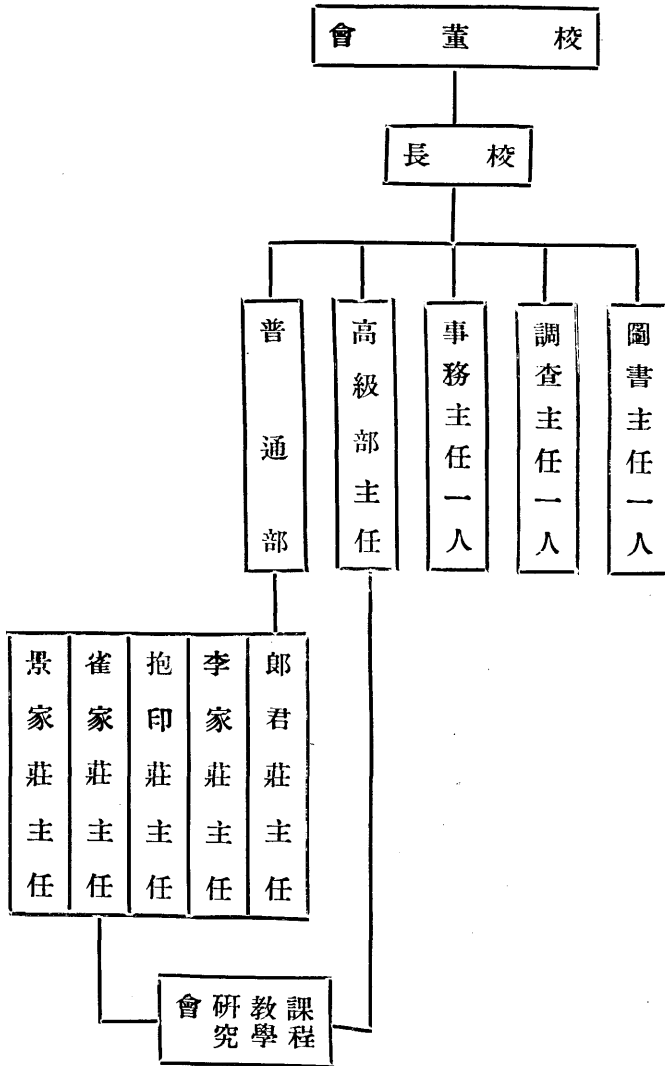 校董會
校長
圖書主任一人
調查主任一人
事務主任一人
高級部主任
普通部
郎君莊主任
李家莊主任
抱印莊主任
雀家莊主任
景家莊主任
課程
教學
研究
會